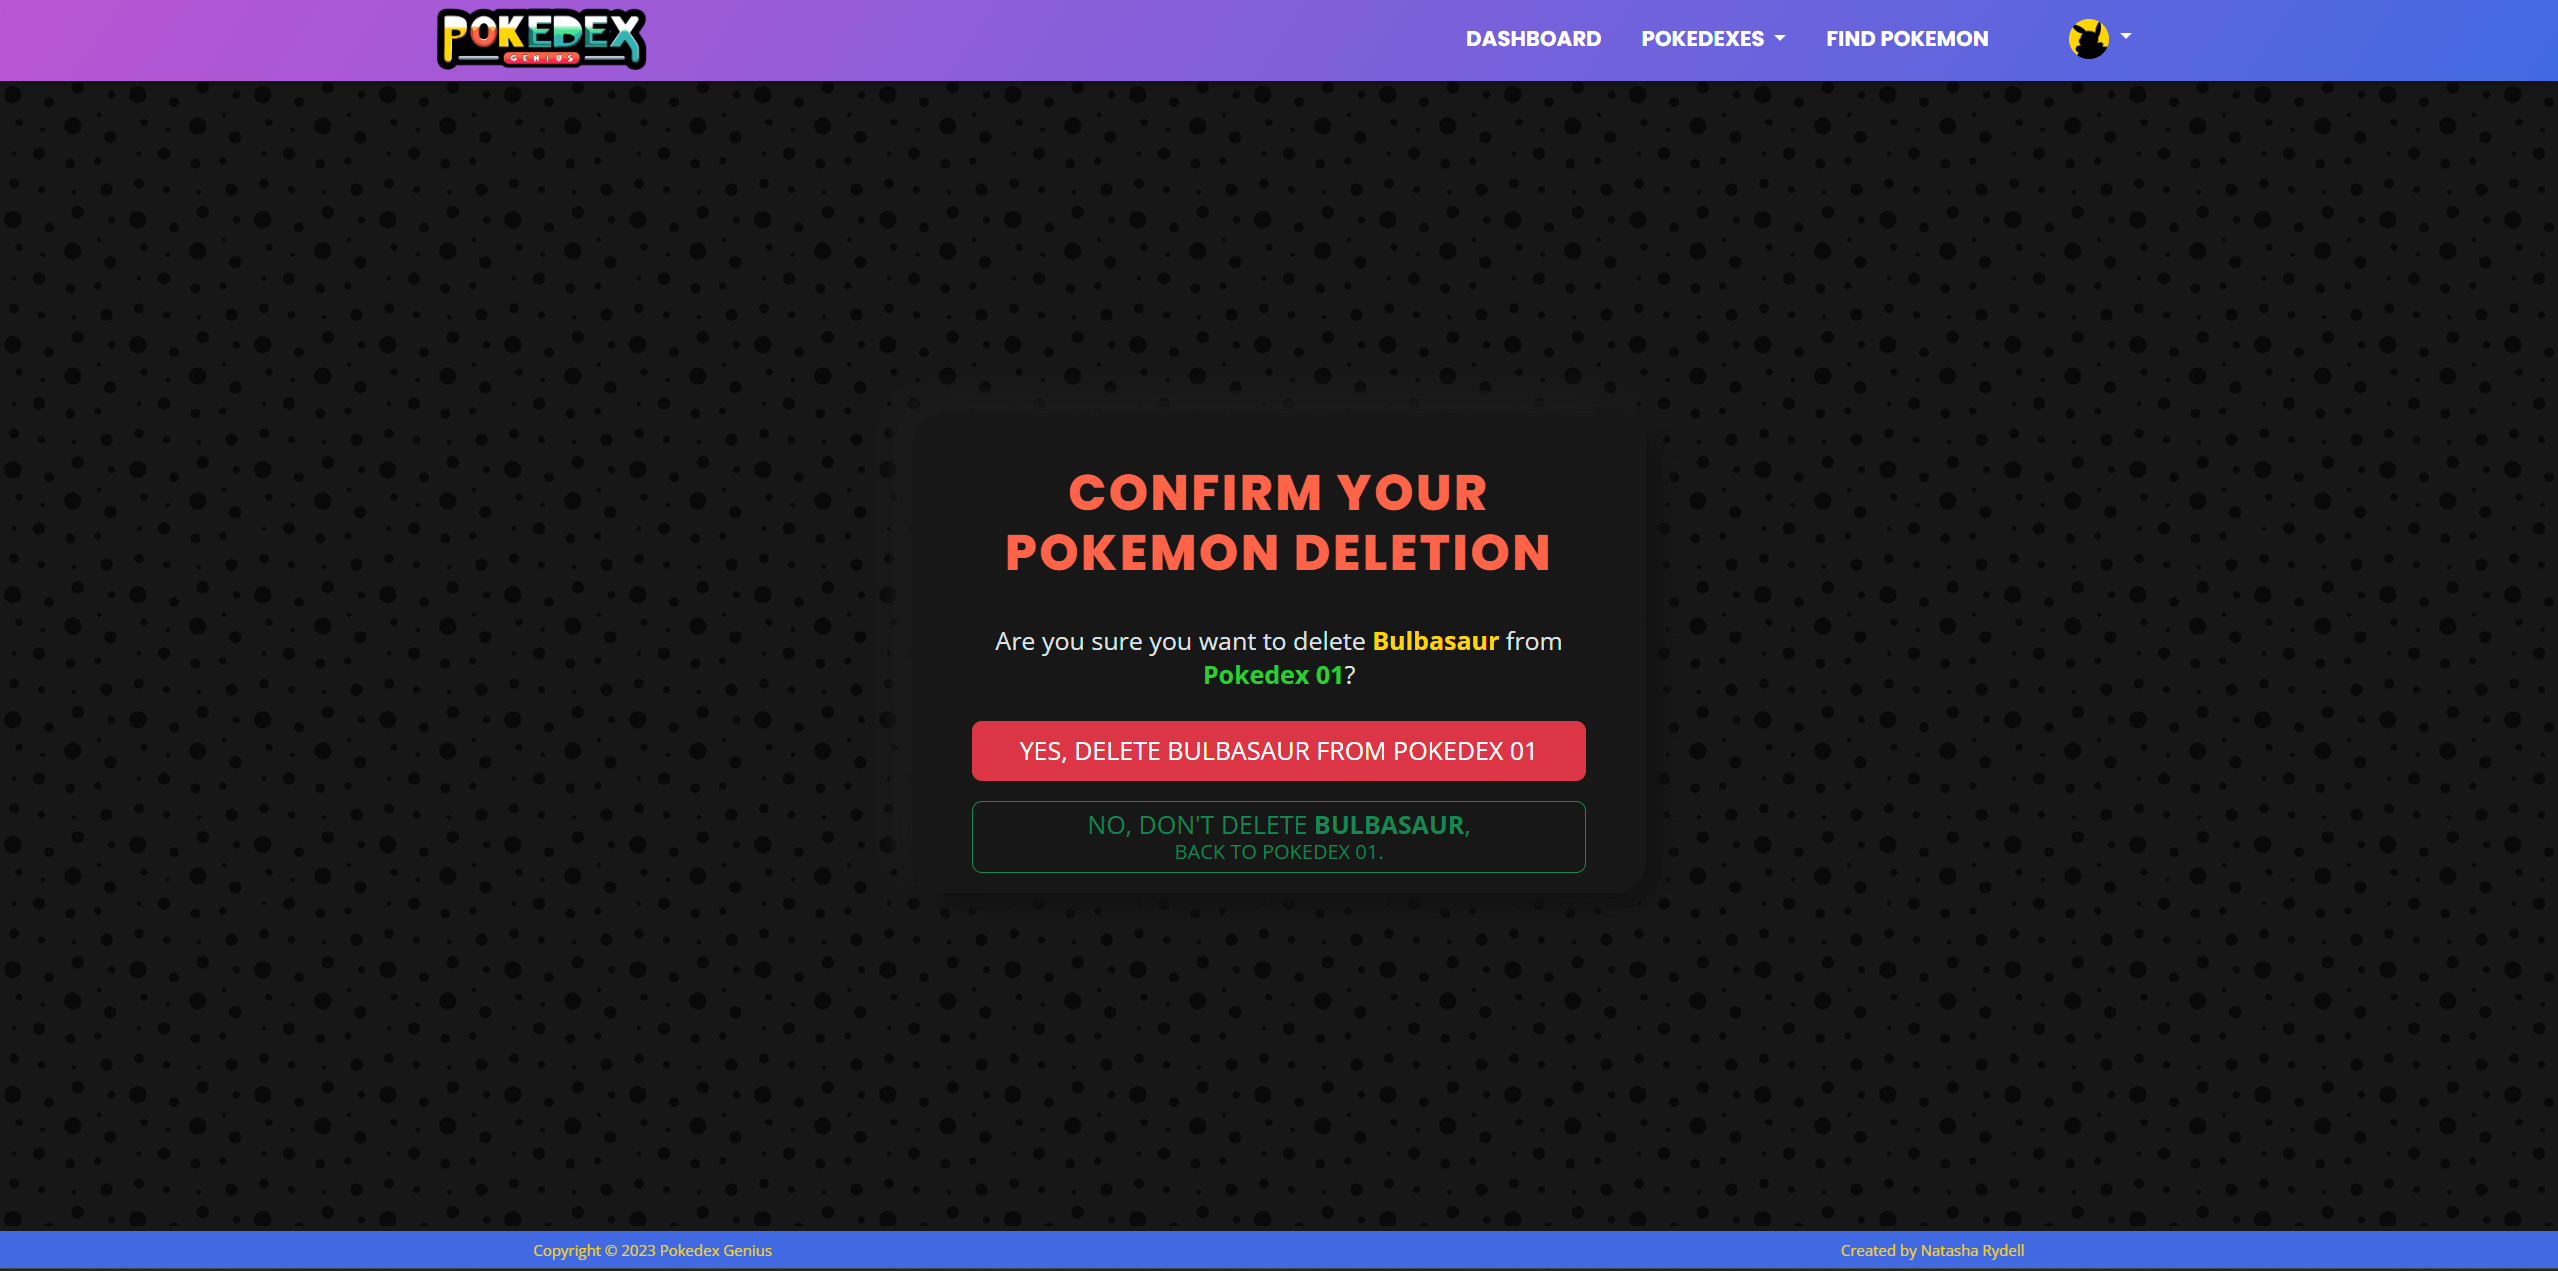 POKEDEX
GENIUS
DASHBOARD
POKEDEXES
FIND POKEMON
CONFIRM YOUR
POKEMON DELETION
Are you sure you want to delete Bulbasaur from
Pokedex 01?
YES, DELETE BULBASAUR FROM POKEDEX 01
NO, DON'T DELETE BULBASAUR,
BACK TO POKEDEX 01.
Copyright © 2023 Pokedex Genius
Created by Natasha Rydell